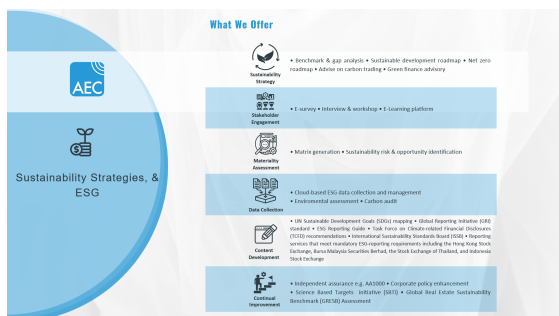 What We Offer
AEC
Sustainability Strategies, &
ESG
Sustainability
Strategy
• Benchmark & gap analysis • Sustainable development roadmap • Net zero
roadmap • Advise on carbon trading • Green finance advisory
Stakeholder
Engagement
• E-survey • Interview & workshop • E-Learning platform
Materiality
Assessment
• Matrix generation • Sustainability risk & opportunity identification
Data Collection
• Cloud-based ESG data collection and management
• Enviromental assessment • Carbon audit
Content
Development
• UN Sustainable Development Goals (SDGs) mapping • Global Reporting Initiative (GRI)
standard • ESG Reporting Guide • Task Force on Climate-related Financial Disclosures
(TCFD) recommendations • International Sustainability Standards Board (ISSB) • Reporting
services that meet mandatory ESG-reporting requirements including the Hong Kong Stock
Exchange, Bursa Malaysia Securities Berhad, the Stock Exchange of Thailand, and Indonesia
Stock Exchange
Continual
Improvement
• Independent assurance e.g. AA1000 • Corporate policy enhancement
• Science Based Targets initiative (SBTi) • Global Real Estate Sustainability
Benchmark (GRESB) Assessment